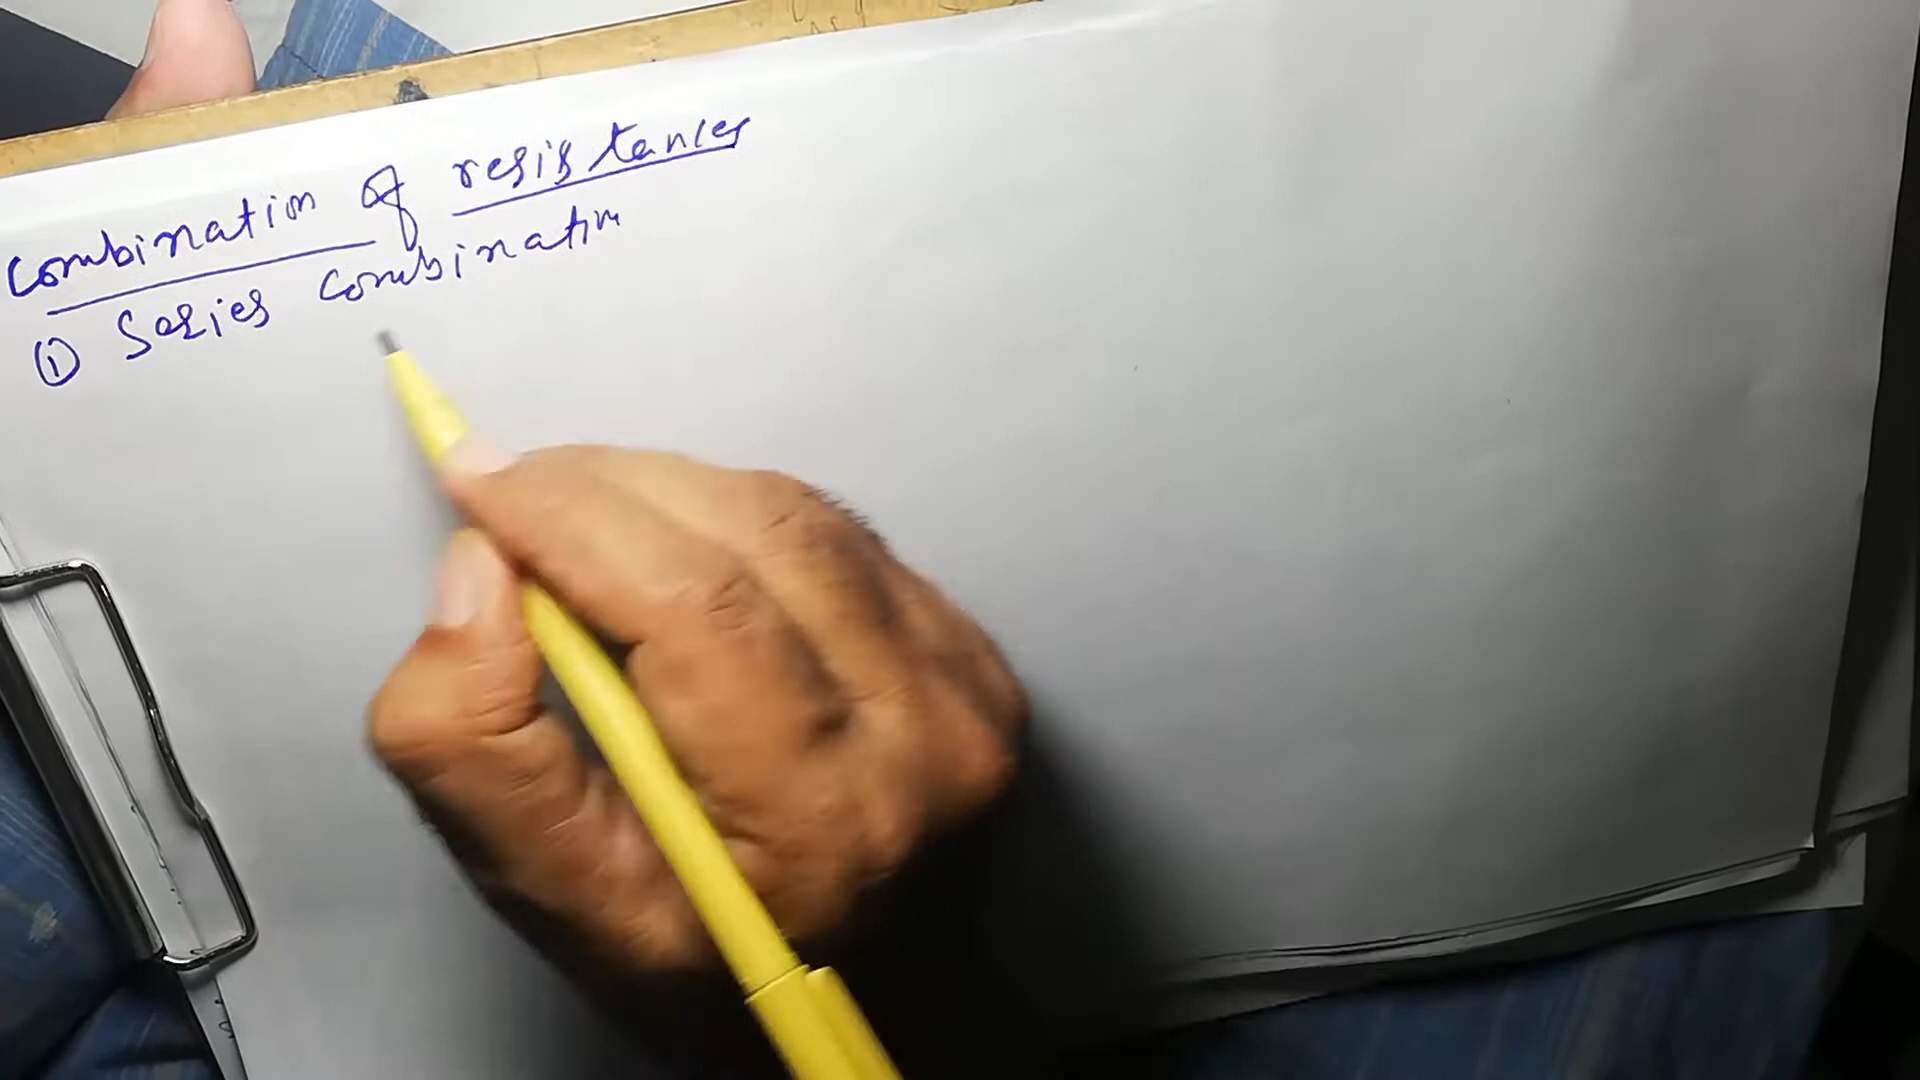 combination of resistances
① Series combination